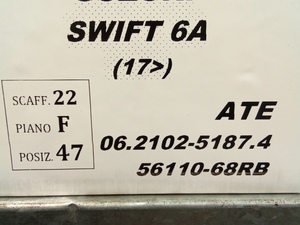 SWIFT 6A
(17>)
SCAFF. 22
PIANO F
POSIZ. 47
ATE
06.2102-5187.4
56110-68RB